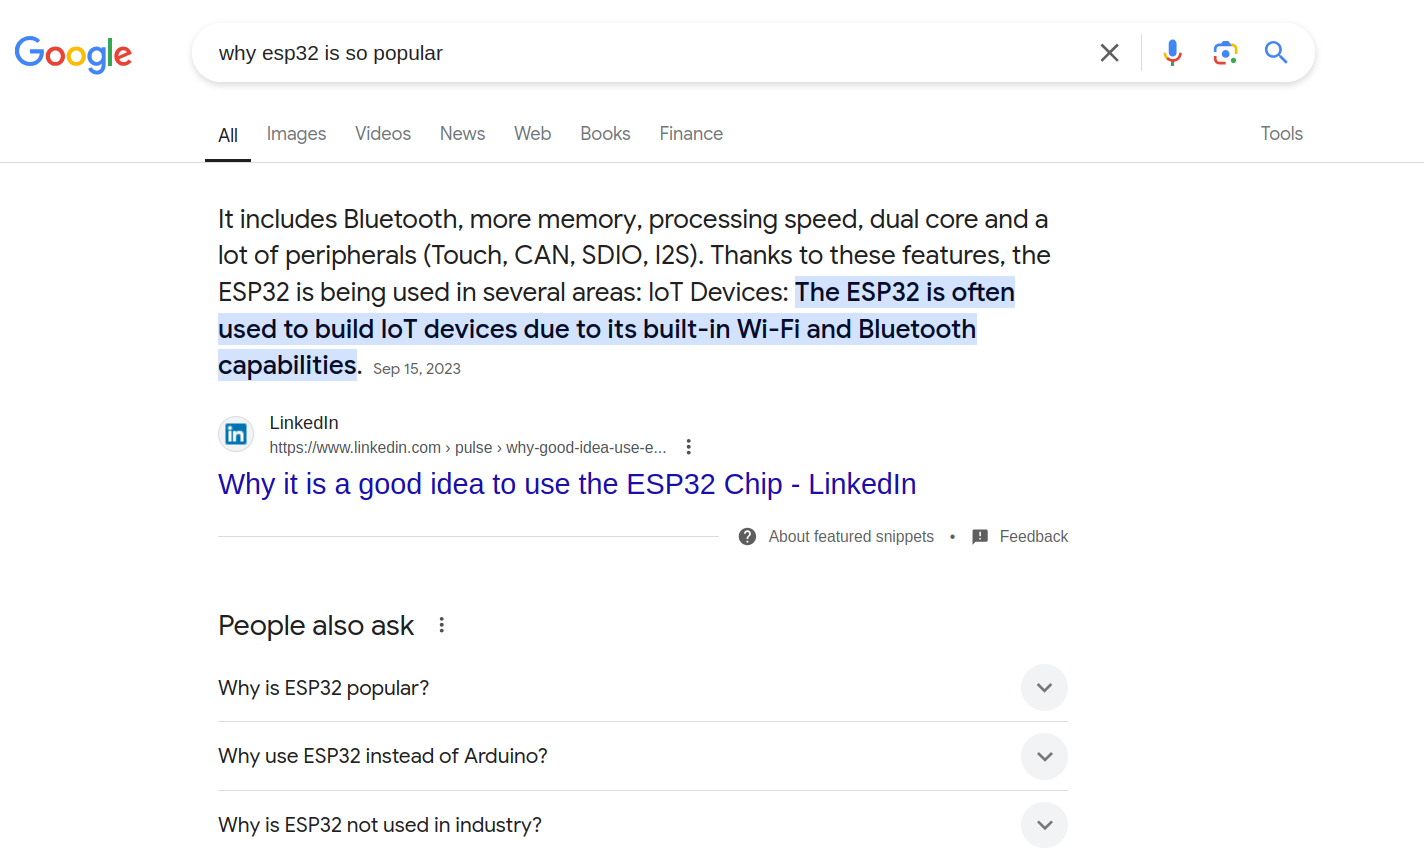 Google
why esp32 is so popular
All
Images
Videos
News
Web
Books
Finance
Tools
It includes Bluetooth, more memory, processing speed, dual core and a
lot of peripherals (Touch, CAN, SDIO, I2S). Thanks to these features, the
ESP32 is being used in several areas: IoT Devices: The ESP32 is often
used to build IoT devices due to its built-in Wi-Fi and Bluetooth
capabilities. Sep 15, 2023
in
LinkedIn
https://www.linkedin.com › pulse › why-good-idea-use-e...
Why it is a good idea to use the ESP32 Chip - LinkedIn
About featured snippets • Feedback
People also ask
Why is ESP32 popular?
Why use ESP32 instead of Arduino?
Why is ESP32 not used in industry?